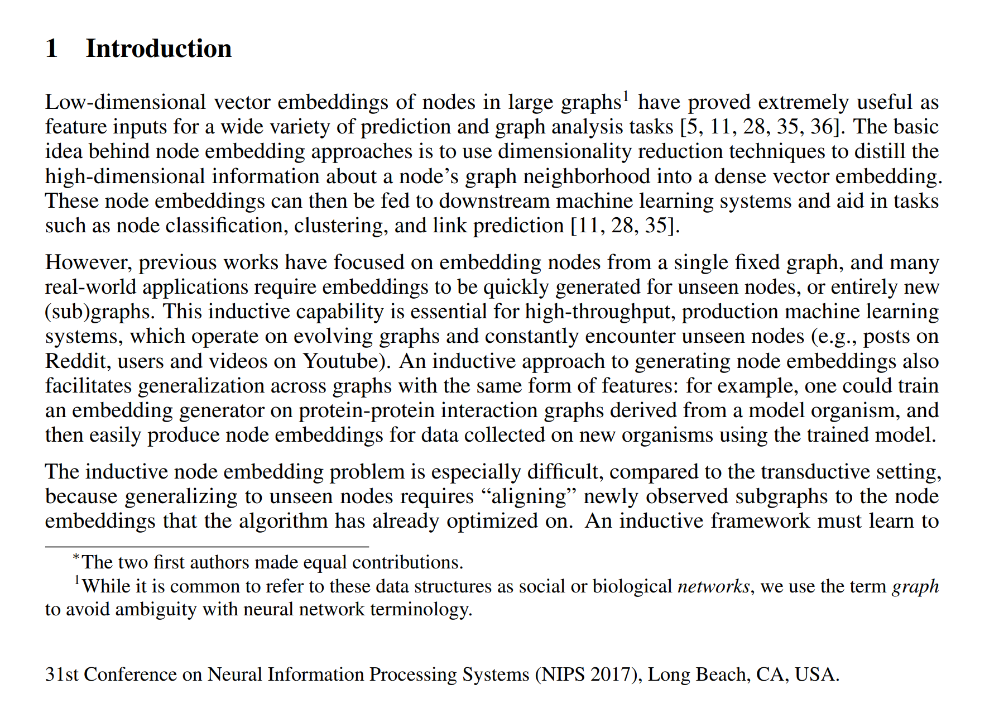 1 Introduction
Low-dimensional vector embeddings of nodes in large graphs¹ have proved extremely useful as
feature inputs for a wide variety of prediction and graph analysis tasks [5, 11, 28, 35, 36]. The basic
idea behind node embedding approaches is to use dimensionality reduction techniques to distill the
high-dimensional information about a node’s graph neighborhood into a dense vector embedding.
These node embeddings can then be fed to downstream machine learning systems and aid in tasks
such as node classification, clustering, and link prediction [11, 28, 35].
However, previous works have focused on embedding nodes from a single fixed graph, and many
real-world applications require embeddings to be quickly generated for unseen nodes, or entirely new
(sub)graphs. This inductive capability is essential for high-throughput, production machine learning
systems, which operate on evolving graphs and constantly encounter unseen nodes (e.g., posts on
Reddit, users and videos on Youtube). An inductive approach to generating node embeddings also
facilitates generalization across graphs with the same form of features: for example, one could train
an embedding generator on protein-protein interaction graphs derived from a model organism, and
then easily produce node embeddings for data collected on new organisms using the trained model.
The inductive node embedding problem is especially difficult, compared to the transductive setting,
because generalizing to unseen nodes requires “aligning” newly observed subgraphs to the node
embeddings that the algorithm has already optimized on. An inductive framework must learn to
*The two first authors made equal contributions.
¹While it is common to refer to these data structures as social or biological networks, we use the term graph
to avoid ambiguity with neural network terminology.
31st Conference on Neural Information Processing Systems (NIPS 2017), Long Beach, CA, USA.